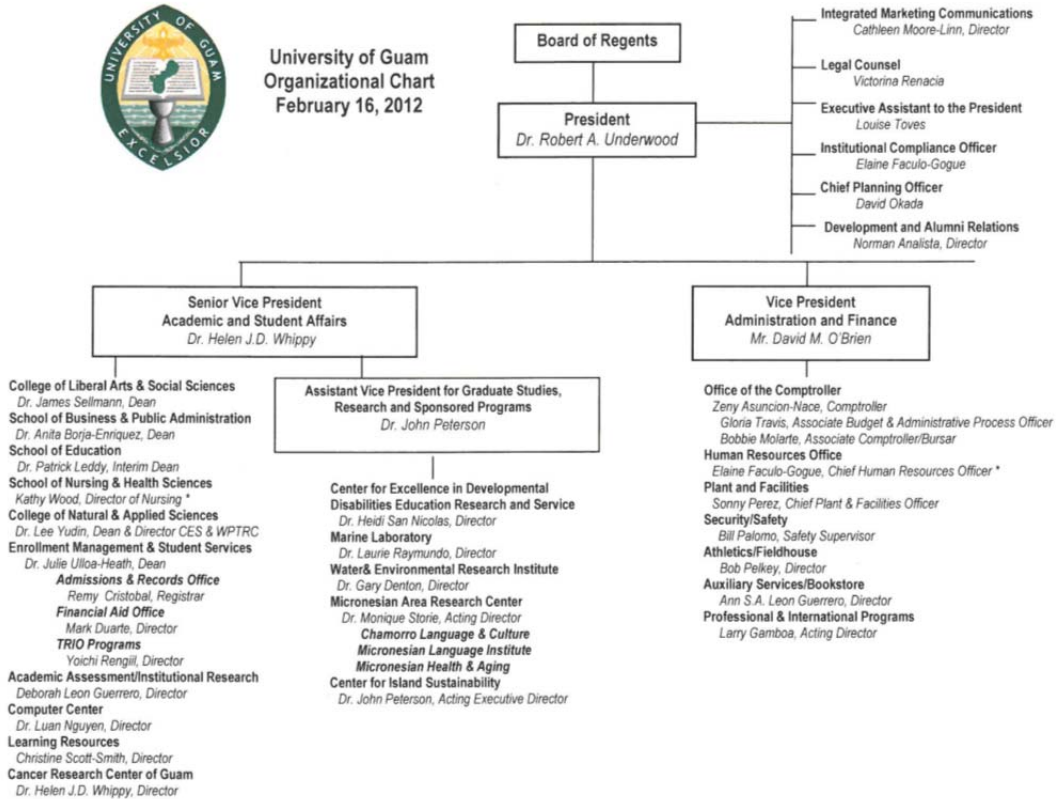 UNIVERSITY OF GUAM
EXCELSIOR
University of Guam
Organizational Chart
February 16, 2012
Board of Regents
President
Dr. Robert A. Underwood
Integrated Marketing Communications
Cathleen Moore-Linn, Director
Legal Counsel
Victorina Renacia
Executive Assistant to the President
Louise Toves
Institutional Compliance Officer
Elaine Faculo-Gogue
Chief Planning Officer
David Okada
Development and Alumni Relations
Norman Analista, Director
Senior Vice President
Academic and Student Affairs
Dr. Helen J.D. Whippy
College of Liberal Arts & Social Sciences
Dr. James Sellmann, Dean
School of Business & Public Administration
Dr. Anita Borja-Enriquez, Dean
School of Education
Dr. Patrick Leddy, Interim Dean
School of Nursing & Health Sciences
Kathy Wood, Director of Nursing *
College of Natural & Applied Sciences
Dr. Lee Yudin, Dean & Director CES & WPTRC
Enrollment Management & Student Services
Dr. Julie Ulloa-Heath, Dean
Admissions & Records Office
Remy Cristobal, Registrar
Financial Aid Office
Mark Duarte, Director
TRIO Programs
Yoichi Rengiil, Director
Academic Assessment/Institutional Research
Deborah Leon Guerrero, Director
Computer Center
Dr. Luan Nguyen, Director
Learning Resources
Christine Scott-Smith, Director
Cancer Research Center of Guam
Dr. Helen J.D. Whippy, Director
Assistant Vice President for Graduate Studies,
Research and Sponsored Programs
Dr. John Peterson
Center for Excellence in Developmental
Disabilities Education Research and Service
Dr. Heidi San Nicolas, Director
Marine Laboratory
Dr. Laurie Raymundo, Director
Water& Environmental Research Institute
Dr. Gary Denton, Director
Micronesian Area Research Center
Dr. Monique Storie, Acting Director
Chamorro Language & Culture
Micronesian Language Institute
Micronesian Health & Aging
Center for Island Sustainability
Dr. John Peterson, Acting Executive Director
Vice President
Administration and Finance
Mr. David M. O'Brien
Office of the Comptroller
Zeny Asuncion-Nace, Comptroller
Gloria Travis, Associate Budget & Administrative Process Officer
Bobbie Molarte, Associate Comptroller/Bursar
Human Resources Office
Elaine Faculo-Gogue, Chief Human Resources Officer *
Plant and Facilities
Sonny Perez, Chief Plant & Facilities Officer
Security/Safety
Bill Palomo, Safety Supervisor
Athletics/Fieldhouse
Bob Pelkey, Director
Auxiliary Services/Bookstore
Ann S.A. Leon Guerrero, Director
Professional & International Programs
Larry Gamboa, Acting Director